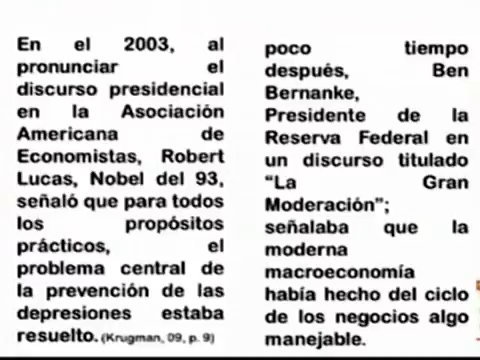 En el 2003, al
pronunciar el
discurso presidencial
en la Asociación
Americana de
Economistas, Robert
Lucas, Nobel del 93,
señaló que para todos
los propósitos
prácticos, el
problema central de
la prevención de las
depresiones estaba
resuelto. (Krugman, 09, p. 9)
poco tiempo
después, Ben
Bernanke,
Presidente de la
Reserva Federal en
un discurso titulado
“La Gran
Moderación”;
señalaba que la
moderna
macroeconomía
había hecho del ciclo
de los negocios algo
manejable.